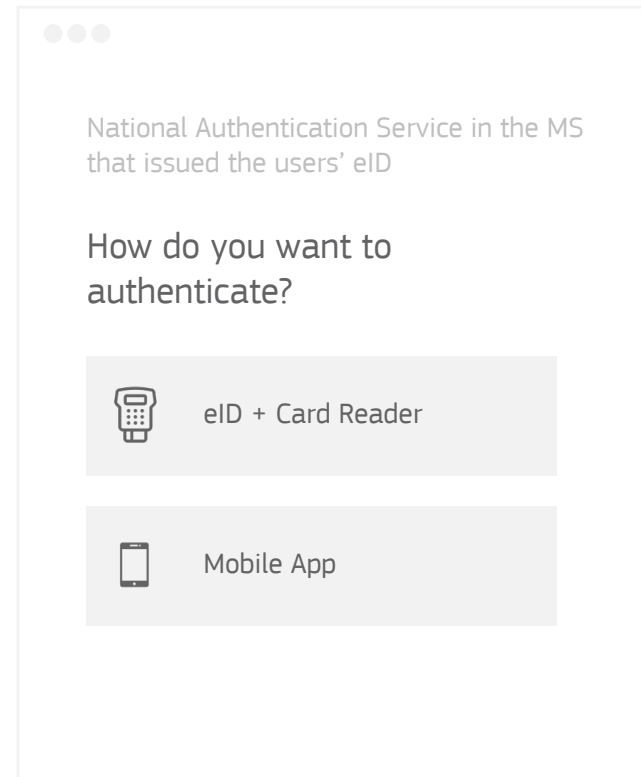 National Authentication Service in the MS
that issued the users’ eID
How do you want to
authenticate?
eID + Card Reader
Mobile App